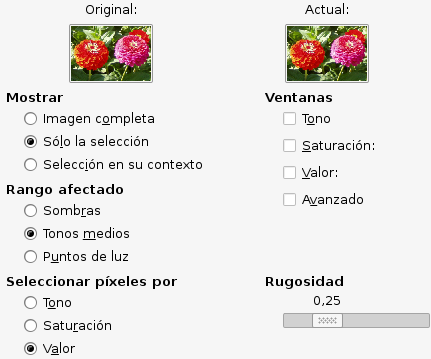 Original: Actual:
Mostrar Ventanas
Imagen completa Tono
Sólo la selección Saturación:
Selección en su contexto Valor:
Rango afectado Avanzado
Sombras
Tonos medios
Puntos de luz
Seleccionar píxeles por Rugosidad
Tono 0,25
Saturación
Valor